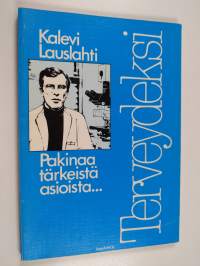 Kalevi
Lauslahti
Pakinaa
tärkeistä
asioista...
Terveydeksi